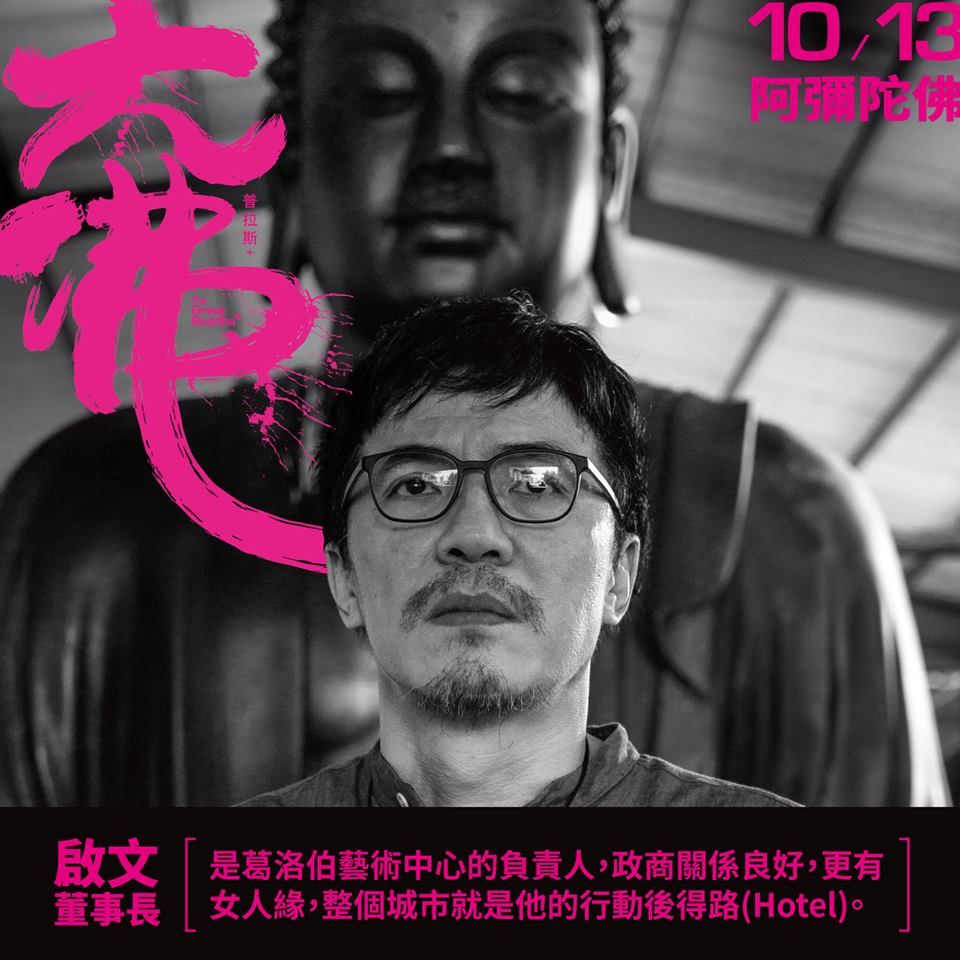 大佛
普拉斯+
The
Great
Buddha+
10/13
阿彌陀佛
啟文
董事長
是葛洛伯藝術中心的負責人,政商關係良好,更有
女人緣,整個城市就是他的行動後得路(Hotel)。